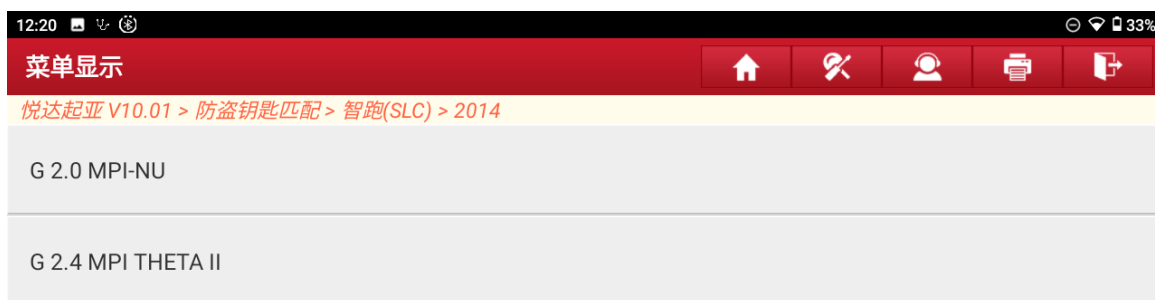 12:20 33%
菜单显示
悦达起亚 V10.01 > 防盗钥匙匹配 > 智跑(SLC) > 2014
G 2.0 MPI-NU
G 2.4 MPI THETA II